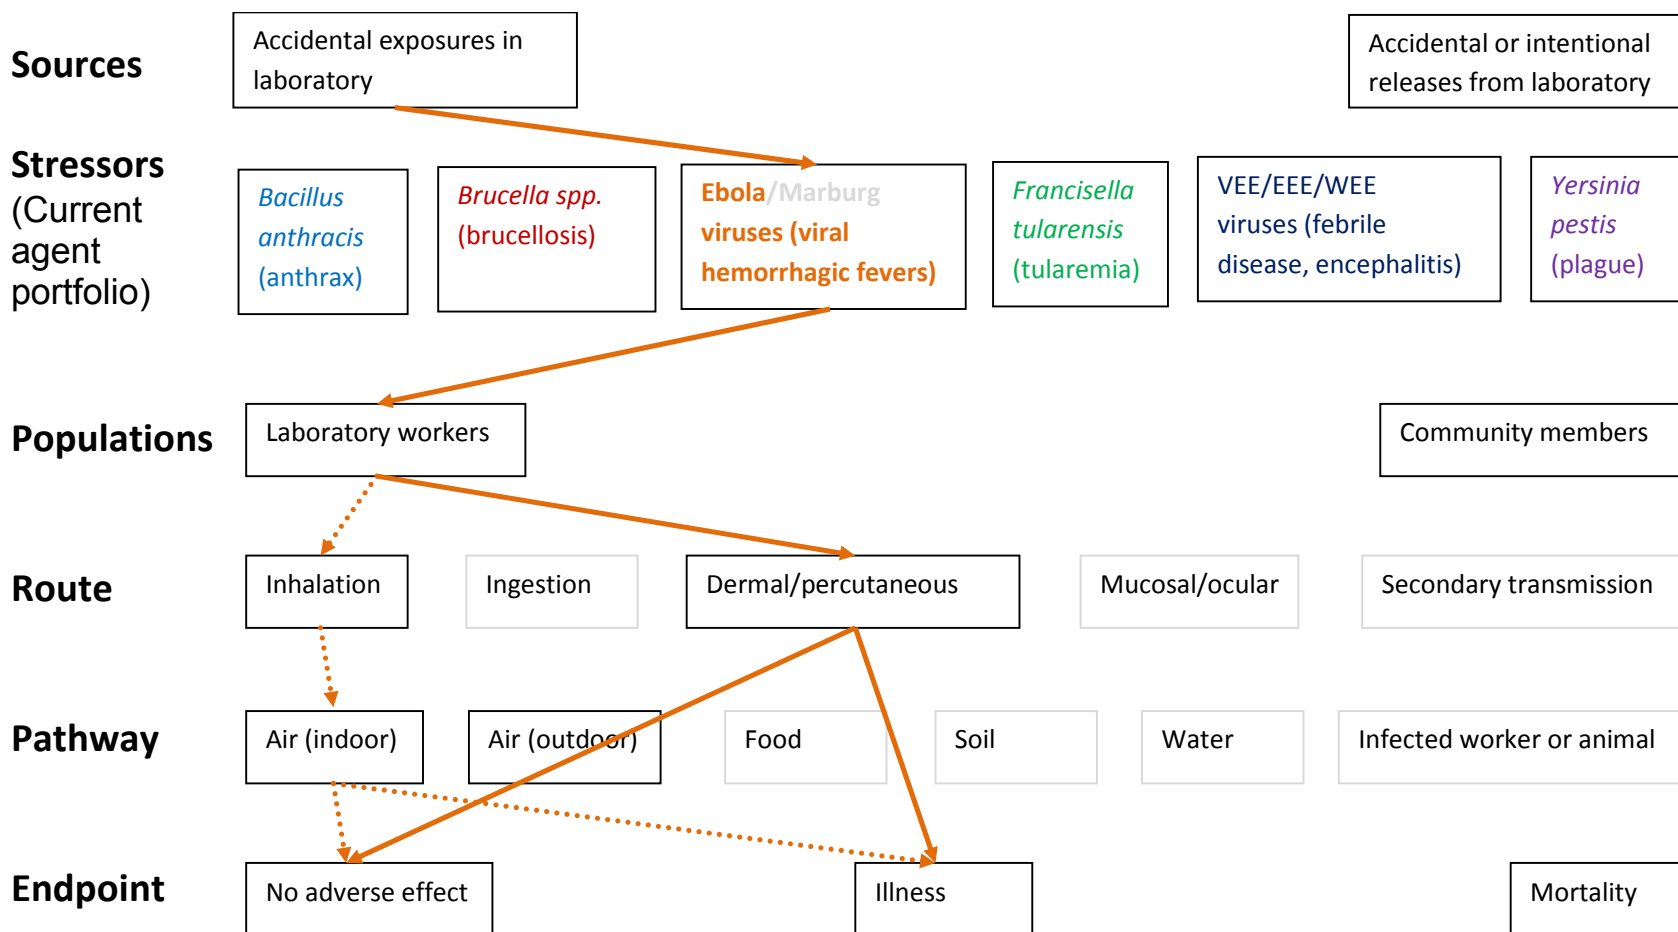 Sources
Accidental exposures in
laboratory
Accidental or intentional
releases from laboratory
Stressors
(Current
agent
portfolio)
Bacillus
anthracis
(anthrax)
Brucella spp.
(brucellosis)
Ebola/Marburg
viruses (viral
hemorrhagic fevers)
Francisella
tularensis
(tularemia)
VEE/EEE/WEE
viruses (febrile
disease, encephalitis)
Yersinia
pestis
(plague)
Populations
Laboratory workers
Community members
Route
Inhalation
Ingestion
Dermal/percutaneous
Mucosal/ocular
Secondary transmission
Pathway
Air (indoor)
Air (outdoor)
Food
Soil
Water
Infected worker or animal
Endpoint
No adverse effect
Illness
Mortality